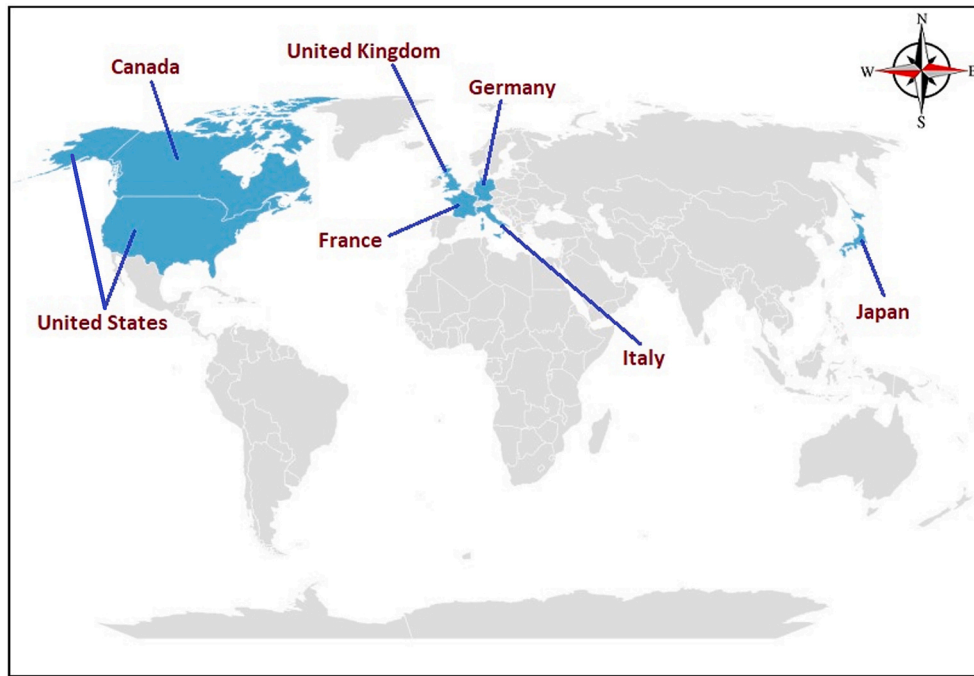 N
W E
S
United Kingdom
Canada
Germany
France
United States
Japan
Italy